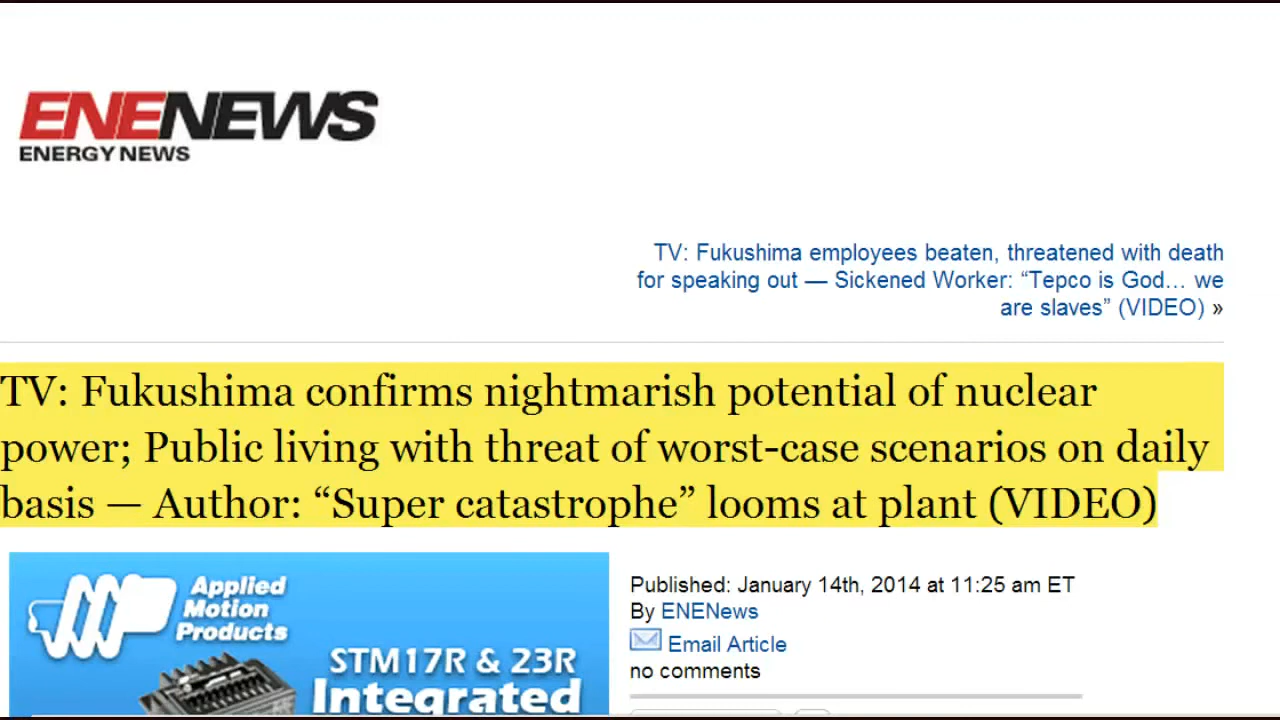 ENENEWS
ENERGY NEWS
TV: Fukushima employees beaten, threatened with death
for speaking out — Sickened Worker: “Tepco is God… we
are slaves” (VIDEO) »
TV: Fukushima confirms nightmarish potential of nuclear
power; Public living with threat of worst-case scenarios on daily
basis — Author: “Super catastrophe” looms at plant (VIDEO)
Applied
Motion
Products
STM17R & 23R
Integrated
Published: January 14th, 2014 at 11:25 am ET
By ENENews
Email Article
no comments